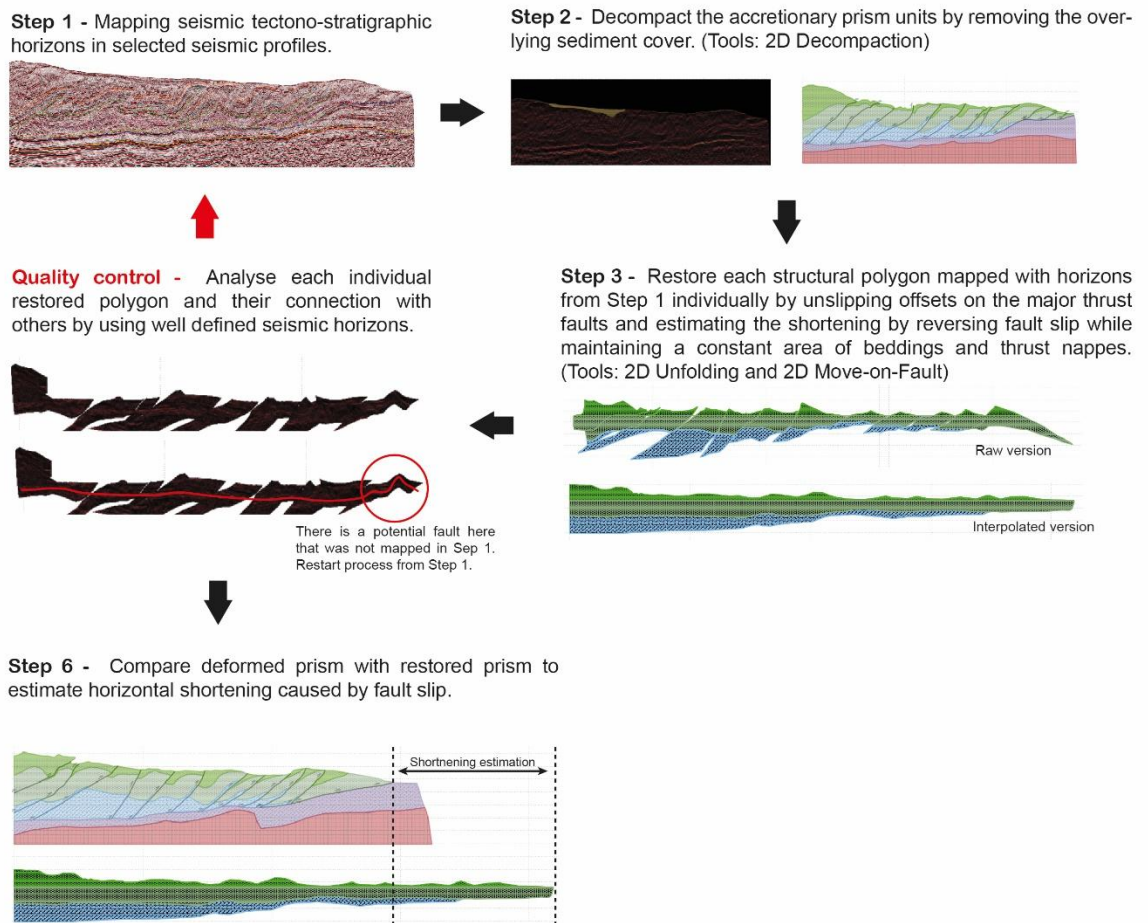 Step 1 - Mapping seismic tectono-stratigraphic
horizons in selected seismic profiles.
Step 2 - Decompact the accretionary prism units by removing the over-
lying sediment cover. (Tools: 2D Decompaction)
Step 3 - Restore each structural polygon mapped with horizons
from Step 1 individually by unslipping offsets on the major thrust
faults and estimating the shortening by reversing fault slip while
maintaining a constant area of beddings and thrust nappes.
(Tools: 2D Unfolding and 2D Move-on-Fault)
Raw version
Interpolated version
Quality control - Analyse each individual
restored polygon and their connection with
others by using well defined seismic horizons.
There is a potential fault here
that was not mapped in Sep 1.
Restart process from Step 1.
Step 6 - Compare deformed prism with restored prism to
estimate horizontal shortening caused by fault slip.
Shortnening estimation